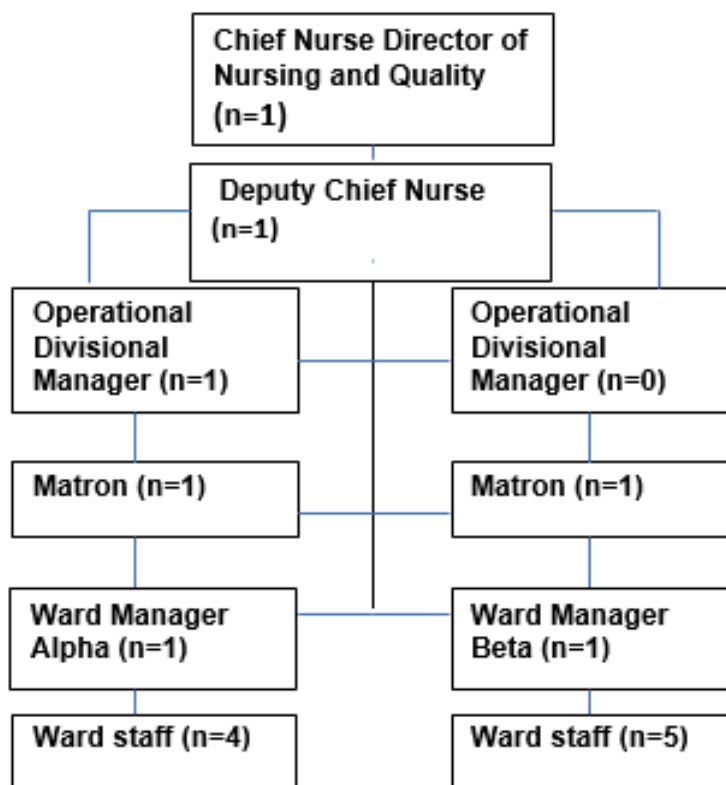 Chief Nurse Director of
Nursing and Quality
(n=1)
Deputy Chief Nurse
(n=1)
Operational
Divisional
Manager (n=1)
Operational
Divisional
Manager (n=0)
Matron (n=1)
Matron (n=1)
Ward Manager
Alpha (n=1)
Ward Manager
Beta (n=1)
Ward staff (n=4)
Ward staff (n=5)